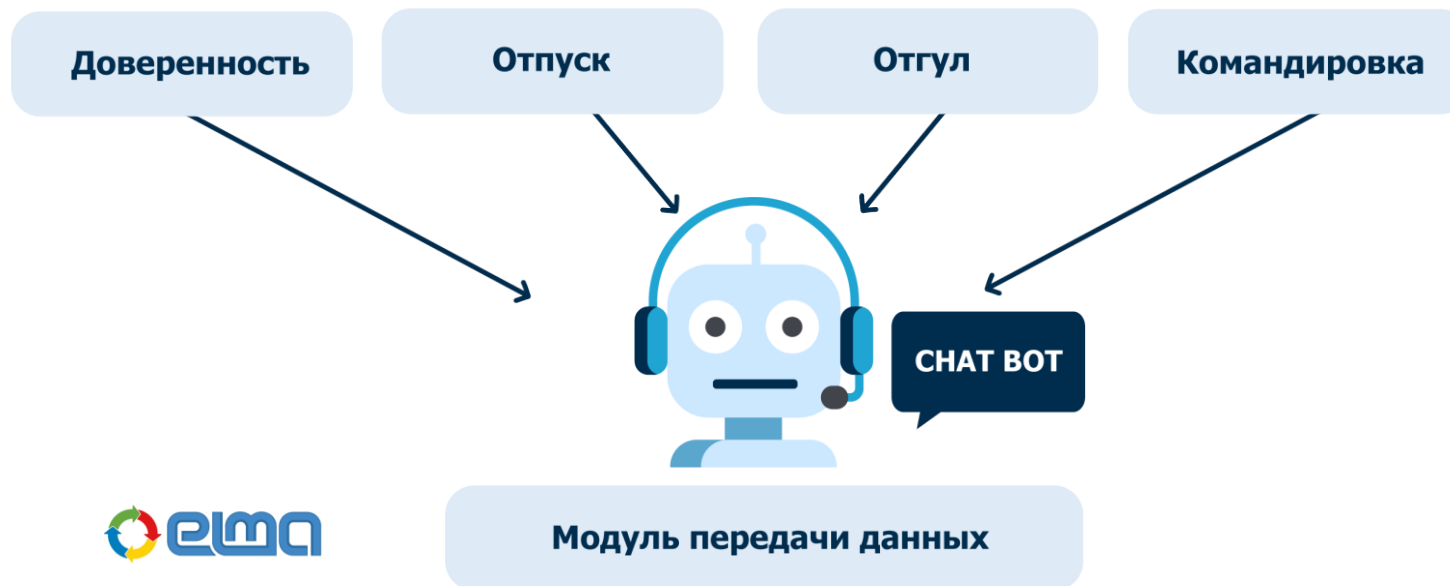 Доверенность
Отпуск
Отгул
Командировка
CHAT BOT
elma
Модуль передачи данных